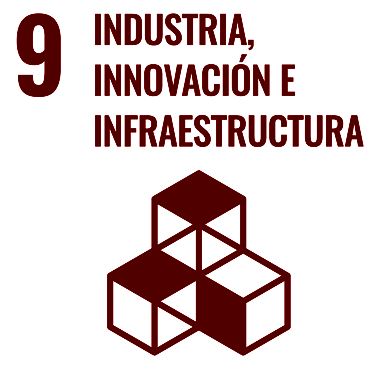 9 INDUSTRIA,
INNOVACIÓN E
INFRAESTRUCTURA